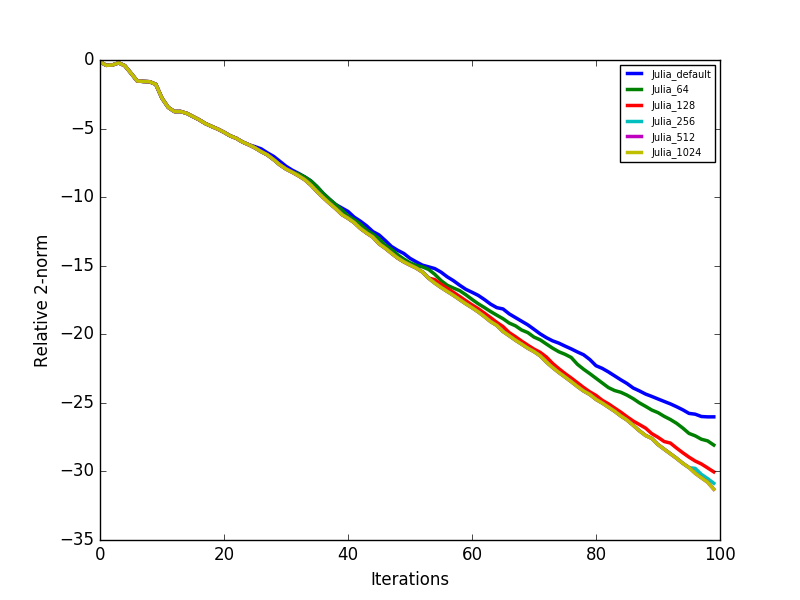 0
−5
−10
−15
−20
−25
−30
−35
Relative 2-norm
0 20 40 60 80 100
Iterations
Julia_default
Julia_64
Julia_128
Julia_256
Julia_512
Julia_1024